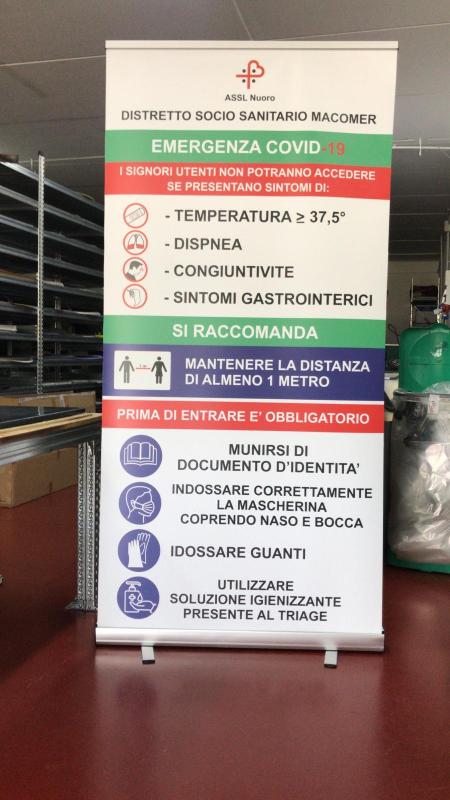 ASSL Nuoro
DISTRETTO SOCIO SANITARIO MACOMER
EMERGENZA COVID-19
I SIGNORI UTENTI NON POTRANNO ACCEDERE
SE PRESENTANO SINTOMI DI:
- TEMPERATURA ≥ 37,5°
- DISPNEA
- CONGIUNTIVITE
- SINTOMI GASTROINTERICI
SI RACCOMANDA
MANTENERE LA DISTANZA
DI ALMENO 1 METRO
PRIMA DI ENTRARE E' OBBLIGATORIO
MUNIRSI DI
DOCUMENTO D'IDENTITA'
INDOSSARE CORRETTAMENTE
LA MASCHERINA
COPRENDO NASO E BOCCA
IDOSSARE GUANTI
UTILIZZARE
SOLUZIONE IGIENIZZANTE
PRESENTE AL TRIAGE